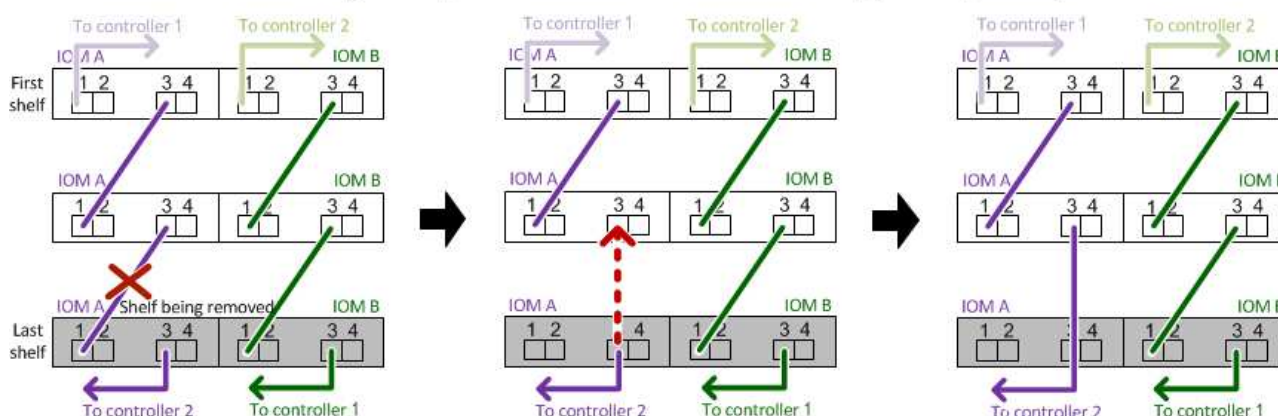 To controller 1
To controller 2
IOM A
IOM B
First
shelf
1 2 3 4 1 2 3 4
IOM A
IOM B
1 2 3 4 1 2 3 4
IOM A
Shelf being removed
Last
shelf
1 2 3 4 1 2 3 4
To controller 2
To controller 1
To controller 1
To controller 2
IOM A
IOM B
1 2 3 4 1 2 3 4
IOM A
IOM B
1 2 3 4 1 2 3 4
IOM A
IOM B
1 2 4 1 2 3 4
To controller 2
To controller 1
To controller 1
To controller 2
IOM A
IOM
1 2 3 4 1 2 3 4
IOM A
IOM
1 2 3 4 1 2 3 4
IOM A
IOM
1 2 3 4 1 2 3 4
To controller 2
To controller 1